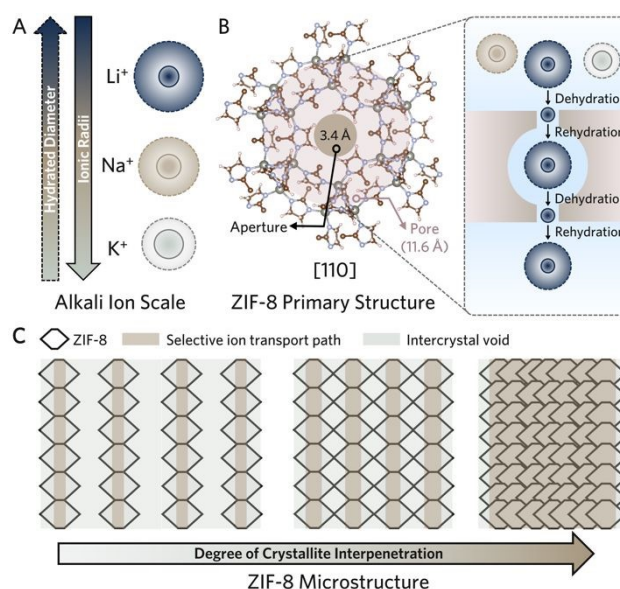 A
Hydrated Diameter
Ionic Radii
Li+
Na+
K+
Alkali Ion Scale
B
3.4 Å
Aperture
Pore
(11.6 Å)
[110]
ZIF-8 Primary Structure
Dehydration
Rehydration
Dehydration
Rehydration
C
ZIF-8
Selective ion transport path
Intercrystal void
Degree of Crystallite Interpenetration
ZIF-8 Microstructure